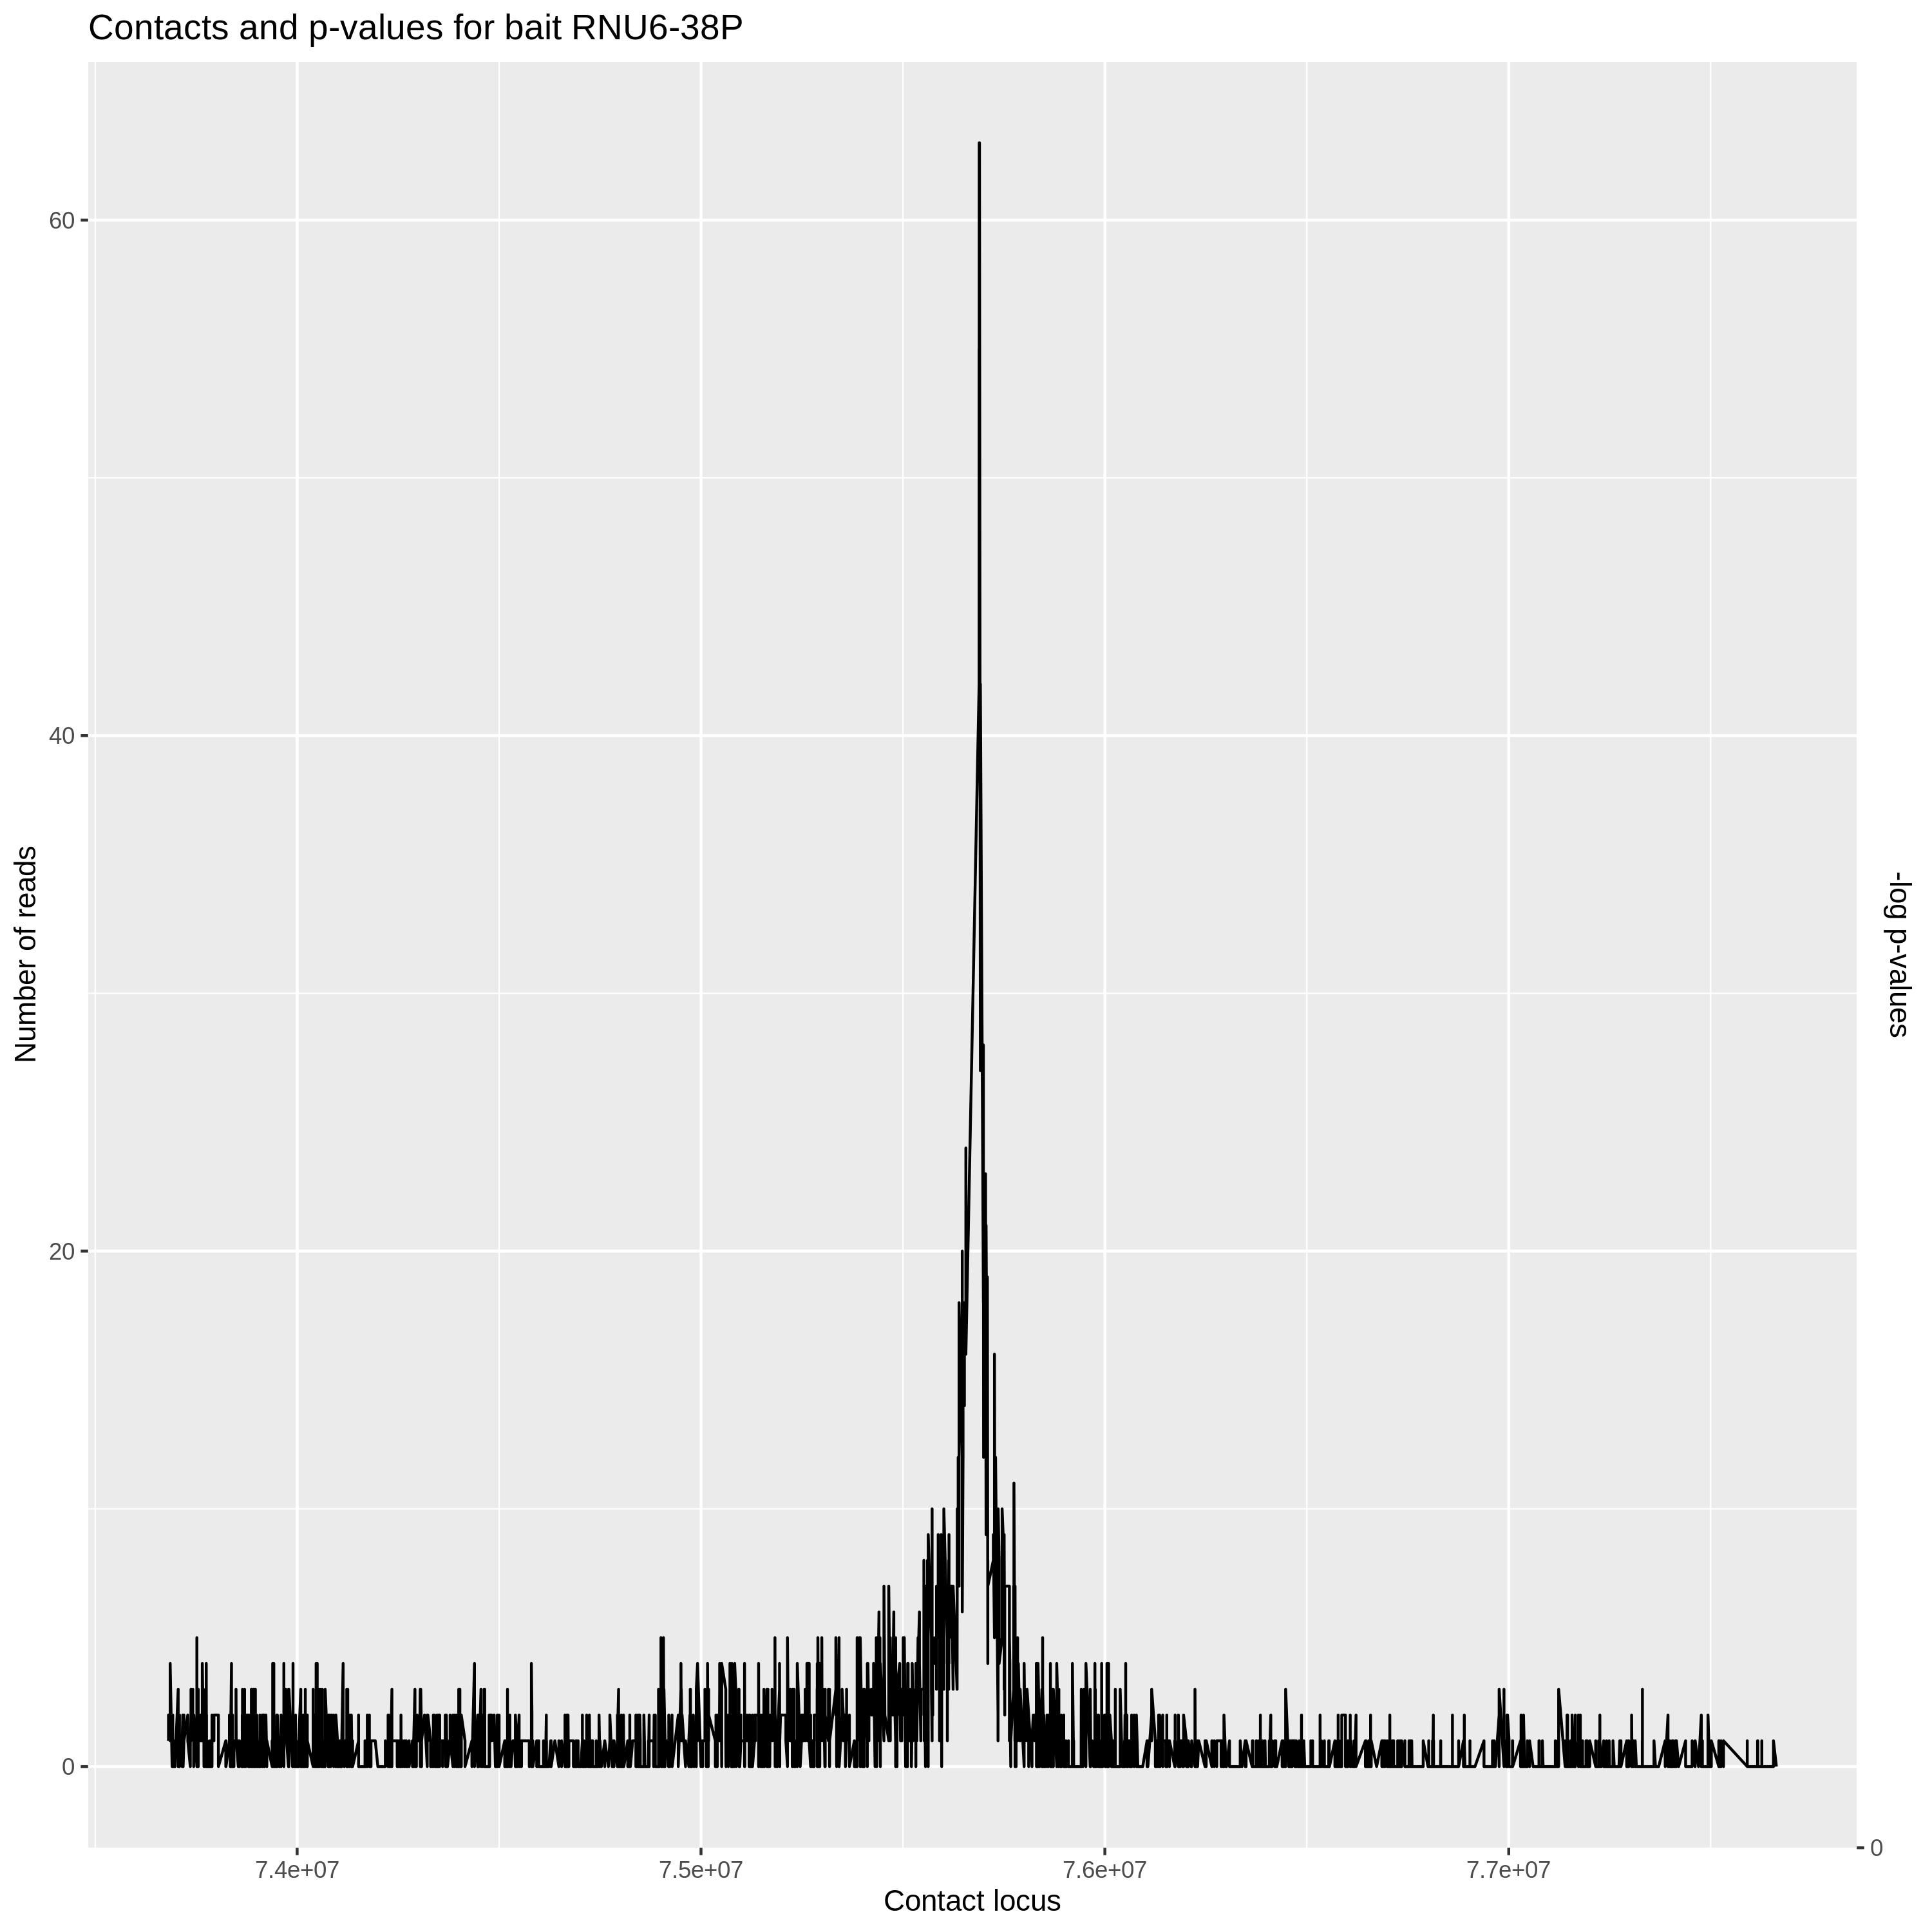 Contacts and p-values for bait RNU6-38P
60
40
20
0
Number of reads
-log p-values
0
7.4e+07
7.5e+07
7.6e+07
7.7e+07
Contact locus